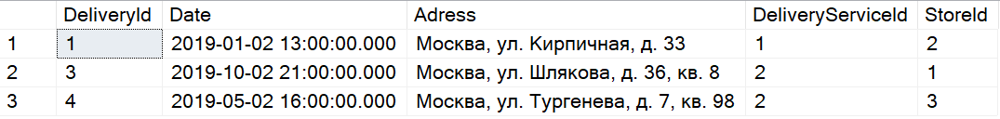 DeliveryId Date Adress DeliveryServiceId StoreId
1 1 2019-01-02 13:00:00.000 Москва, ул. Кирпичная, д. 33 1 2
2 3 2019-10-02 21:00:00.000 Москва, ул. Шлякова, д. 36, кв. 8 2 1
3 4 2019-05-02 16:00:00.000 Москва, ул. Тургенева, д. 7, кв. 98 2 3